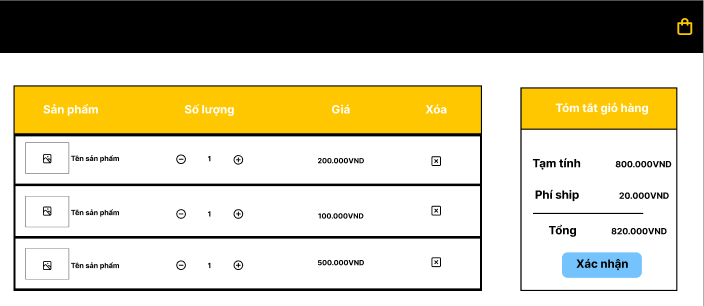 Sản phẩm Số lượng Giá Xóa
Tên sản phẩm 1 200.000VND
Tên sản phẩm 1 100.000VND
Tên sản phẩm 1 500.000VND
Tóm tắt giỏ hàng
Tạm tính 800.000VND
Phí ship 20.000VND
Tổng 820.000VND
Xác nhận